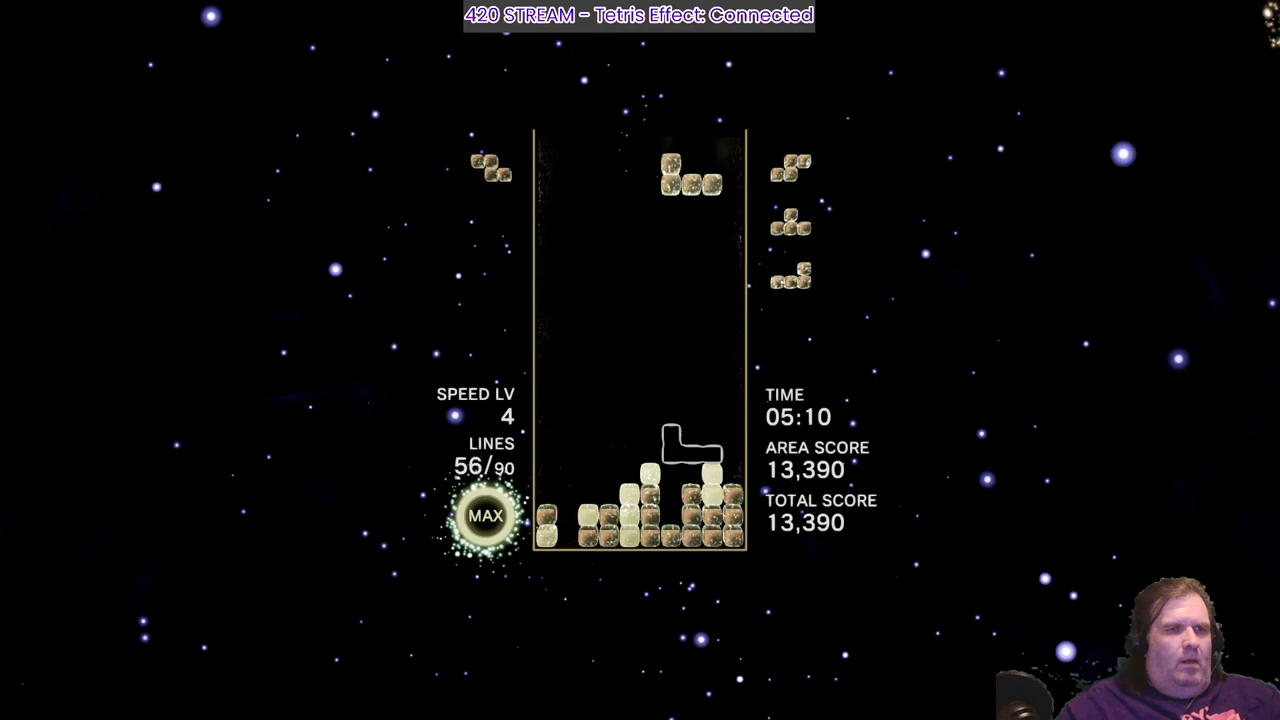 420 STREAM - Tetris Effect: Connected
SPEED LV
4
LINES
56/90
MAX
TIME
05:10
AREA SCORE
13,390
TOTAL SCORE
13,390